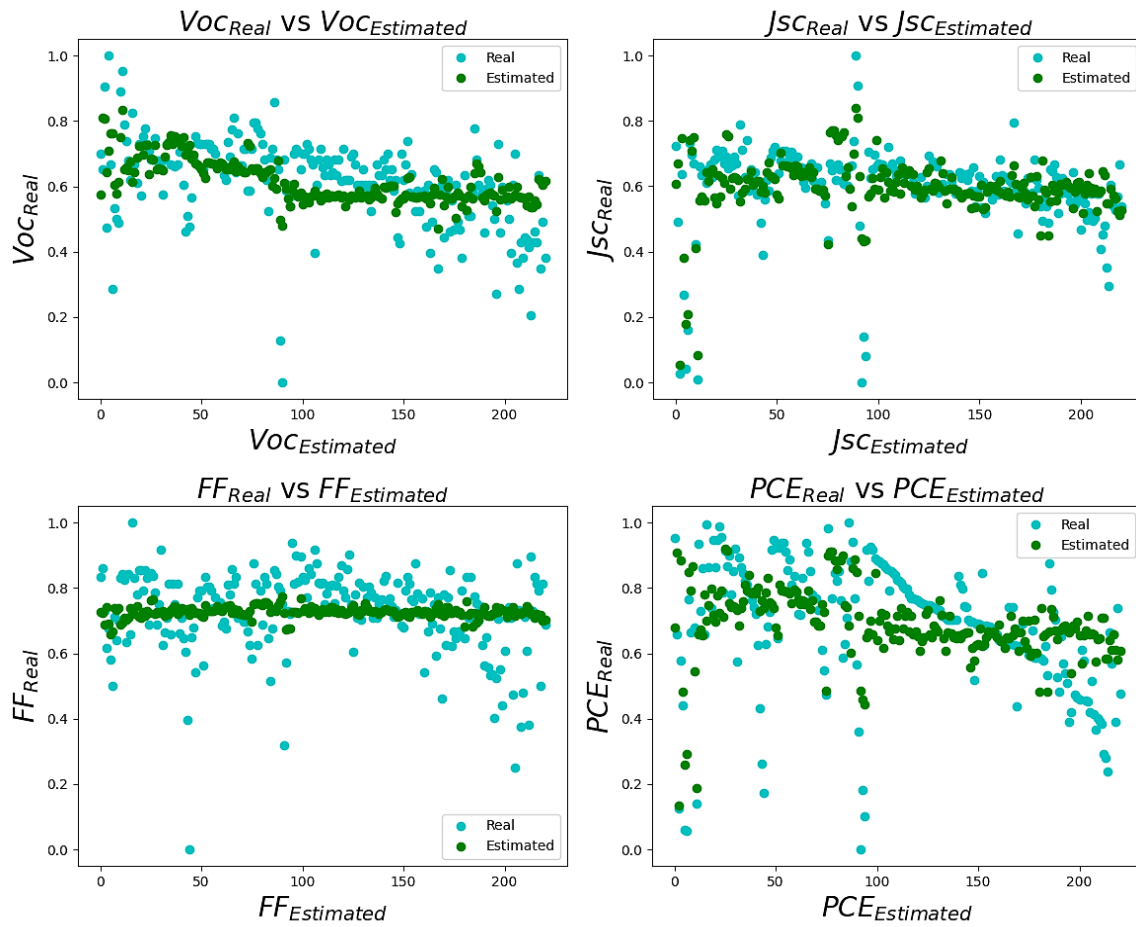 Voc_Real vs Voc_Estimated
Real
Estimated
1.0
0.8
0.6
0.4
0.2
0.0
Voc_Real
0 50 100 150 200
Voc_Estimated
Jsc_Real vs Jsc_Estimated
Real
Estimated
1.0
0.8
0.6
0.4
0.2
0.0
Jsc_Real
0 50 100 150 200
Jsc_Estimated
FF_Real vs FF_Estimated
1.0
0.8
0.6
0.4
0.2
0.0
FF_Real
Real
Estimated
0 50 100 150 200
FF_Estimated
PCE_Real vs PCE_Estimated
Real
Estimated
1.0
0.8
0.6
0.4
0.2
0.0
PCE_Real
0 50 100 150 200
PCE_Estimated